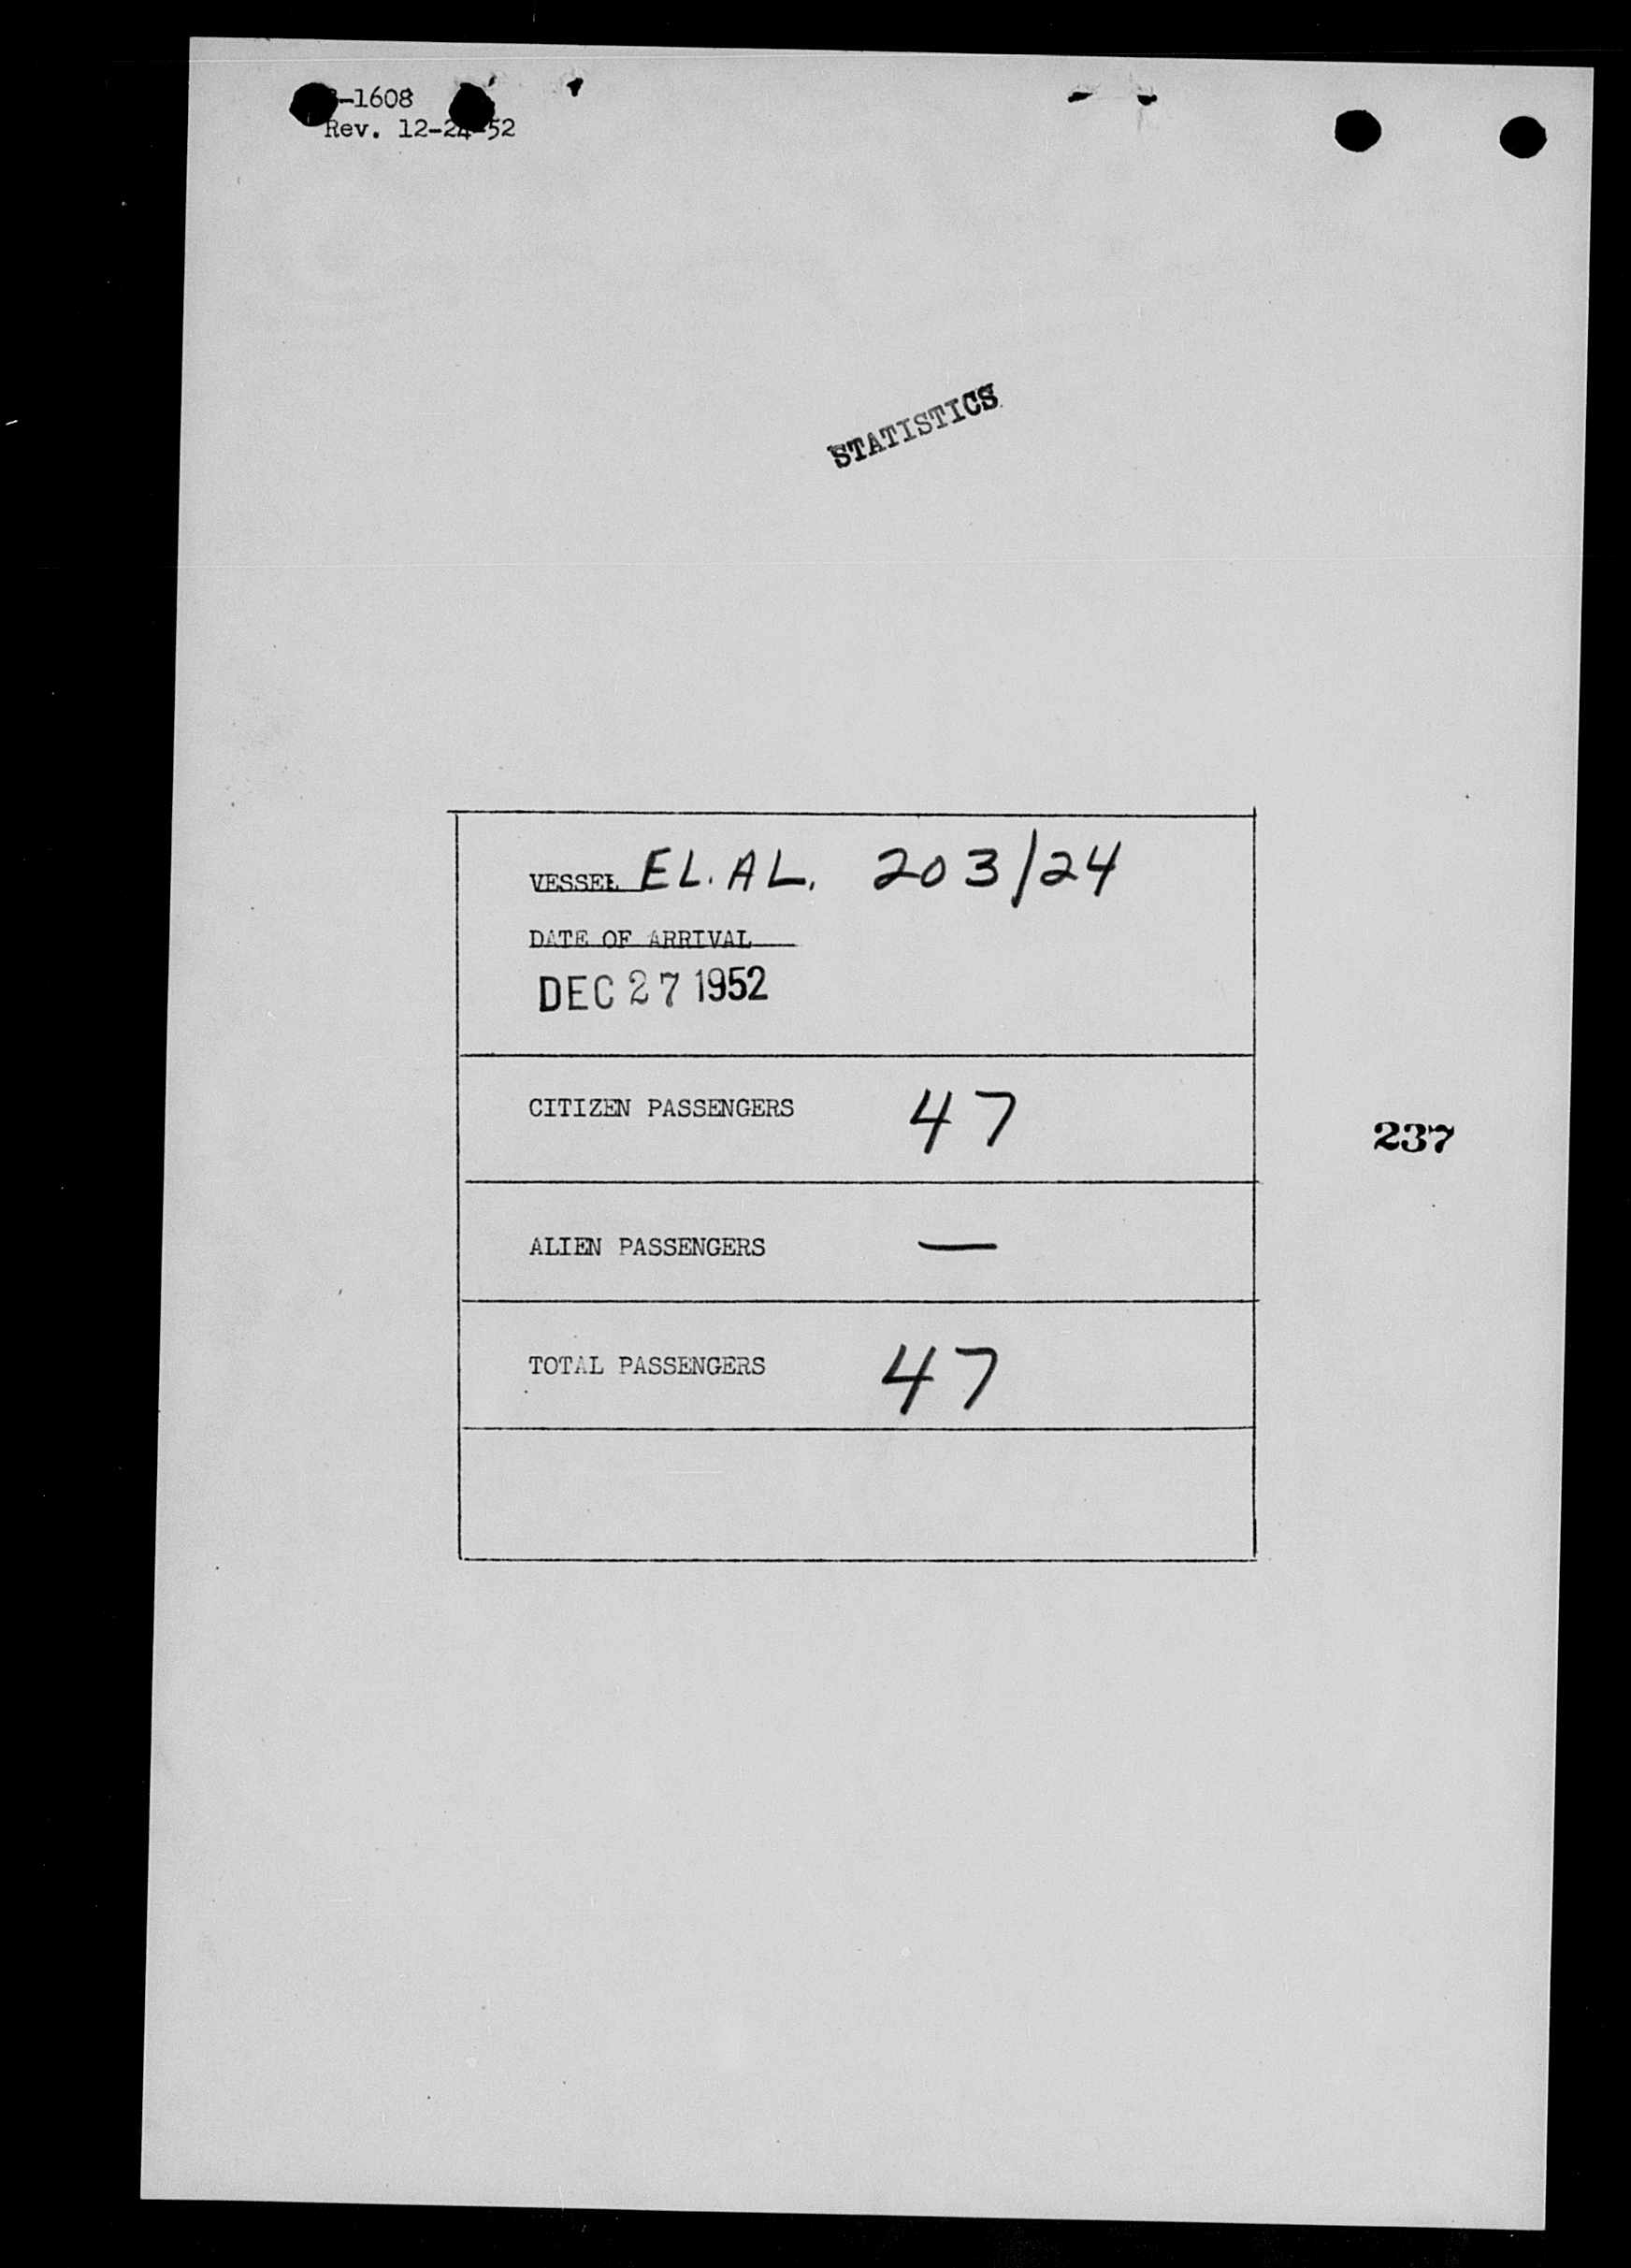 -1608
Rev. 12-24-52
STATISTICS
VESSEL EL. AL. 203/24
DATE OF ARRIVAL
DEC 27 1952
CITIZEN PASSENGERS 47
237
ALIEN PASSENGERS —
TOTAL PASSENGERS 47